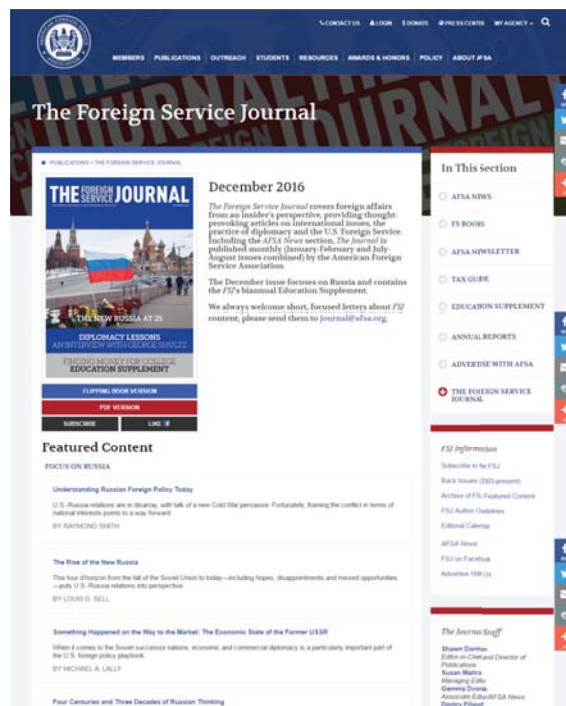 CONTACT US LOGIN DONATE PRESS CENTER MY AGENCY
MEMBERS PUBLICATIONS OUTREACH STUDENTS RESOURCES AWARDS & HONORS POLICY ABOUT AFSA
The Foreign Service Journal
PUBLICATIONS > THE FOREIGN SERVICE JOURNAL
THE FOREIGN SERVICE JOURNAL
THE NEW RUSSIA AT 25
DIPLOMACY LESSONS
AN INTERVIEW WITH GEORGE SHULTZ
FINDING MONEY FOR COLLEGE
EDUCATION SUPPLEMENT
FLIPPING BOOK VERSION
PDF VERSION
SUBSCRIBE LIKE
December 2016
The Foreign Service Journal covers foreign affairs
from an insider's perspective, providing thought-
provoking articles on international issues, the
practice of diplomacy and the U.S. Foreign Service.
Including the AFSA News section, The Journal is
published monthly (January-February and July-
August issues combined) by the American Foreign
Service Association.
The December issue focuses on Russia and contains
the FSJ's biannual Education Supplement.
We always welcome short, focused letters about FSJ
content; please send them to journal@afsa.org.
Featured Content
FOCUS ON RUSSIA
Understanding Russian Foreign Policy Today
U.S.-Russia relations are in disarray, with talk of a new Cold War pervasive. Fortunately, framing the conflict in terms of
national interests points to a way forward.
BY RAYMOND SMITH
The Rise of the New Russia
This tour d'horizon from the fall of the Soviet Union to today—including hopes, disappointments and missed opportunities
—puts U.S.-Russia relations into perspective.
BY LOUIS D. SELL
Something Happened on the Way to the Market: The Economic State of the Former USSR
When it comes to the Soviet successor nations, economic and commercial diplomacy is a particularly important part of
the U.S. foreign policy playbook.
BY MICHAEL A. LALLY
Four Centuries and Three Decades of Russian Thinking
In This Section
AFSA NEWS
FS BOOKS
AFSA NEWSLETTER
TAX GUIDE
EDUCATION SUPPLEMENT
ANNUAL REPORTS
ADVERTISE WITH AFSA
THE FOREIGN SERVICE
JOURNAL
FSJ Information
Subscribe to the FSJ
Back Issues (2003-present)
Archive of FSJ Featured Content
FSJ Author Guidelines
Editorial Calendar
AFSA News
FSJ on Facebook
Advertise With Us
The Journal Staff
Shawn Dorman
Editor-in-Chief and Director of
Publications
Susan Maitra
Managing Editor
Gemma Dvorak
Associate Editor/AFSA News